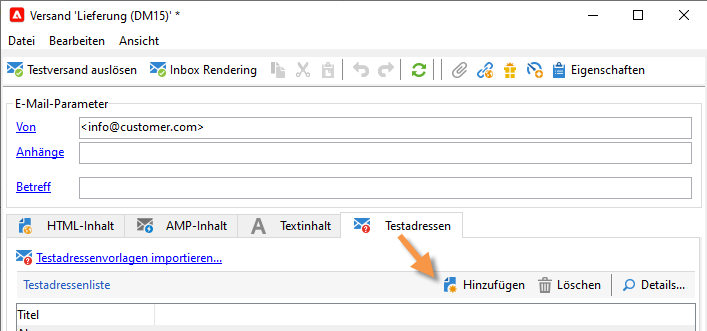 Versand 'Lieferung (DM15)' *
Datei Bearbeiten Ansicht
Testversand auslösen Inbox Rendering Eigenschaften
E-Mail-Parameter
Von <info@customer.com>
Anhänge
Betreff
HTML-Inhalt AMP-Inhalt Textinhalt Testadressen
Testadressenvorlagen importieren...
Testadressenliste Hinzufügen Löschen Details...
Titel